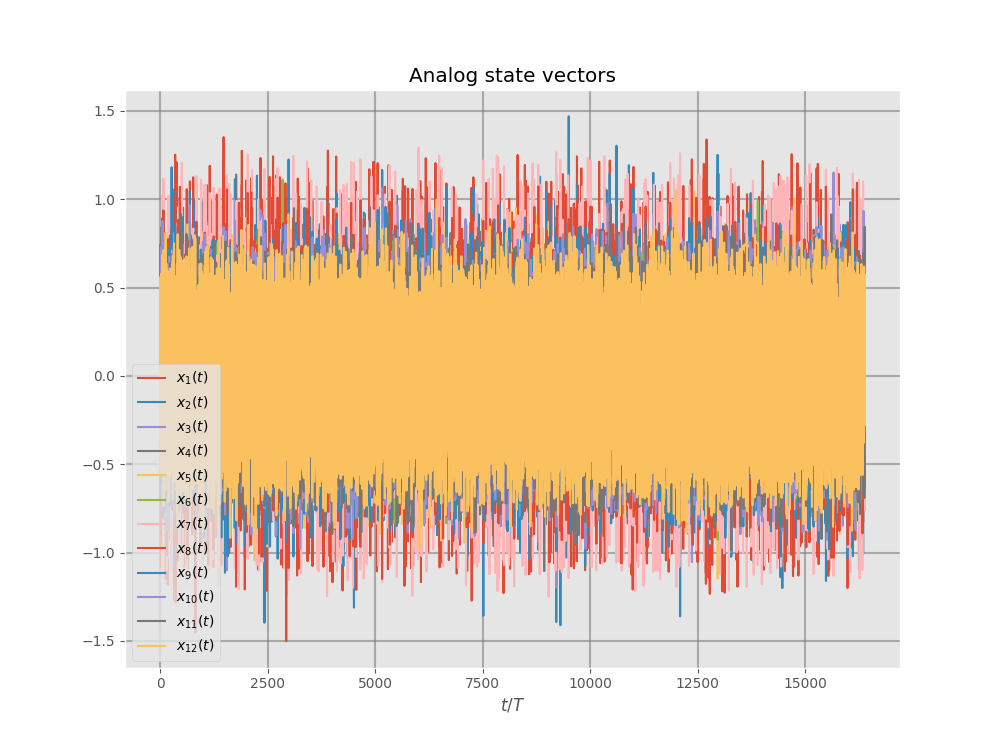 Analog state vectors
1.5
1.0
0.5
0.0
−0.5
−1.0
−1.5
x₁(t)
x₂(t)
x₃(t)
x₄(t)
x₅(t)
x₆(t)
x₇(t)
x₈(t)
x₉(t)
x₁₀(t)
x₁₁(t)
x₁₂(t)
0 2500 5000 7500 10000 12500 15000
t/T